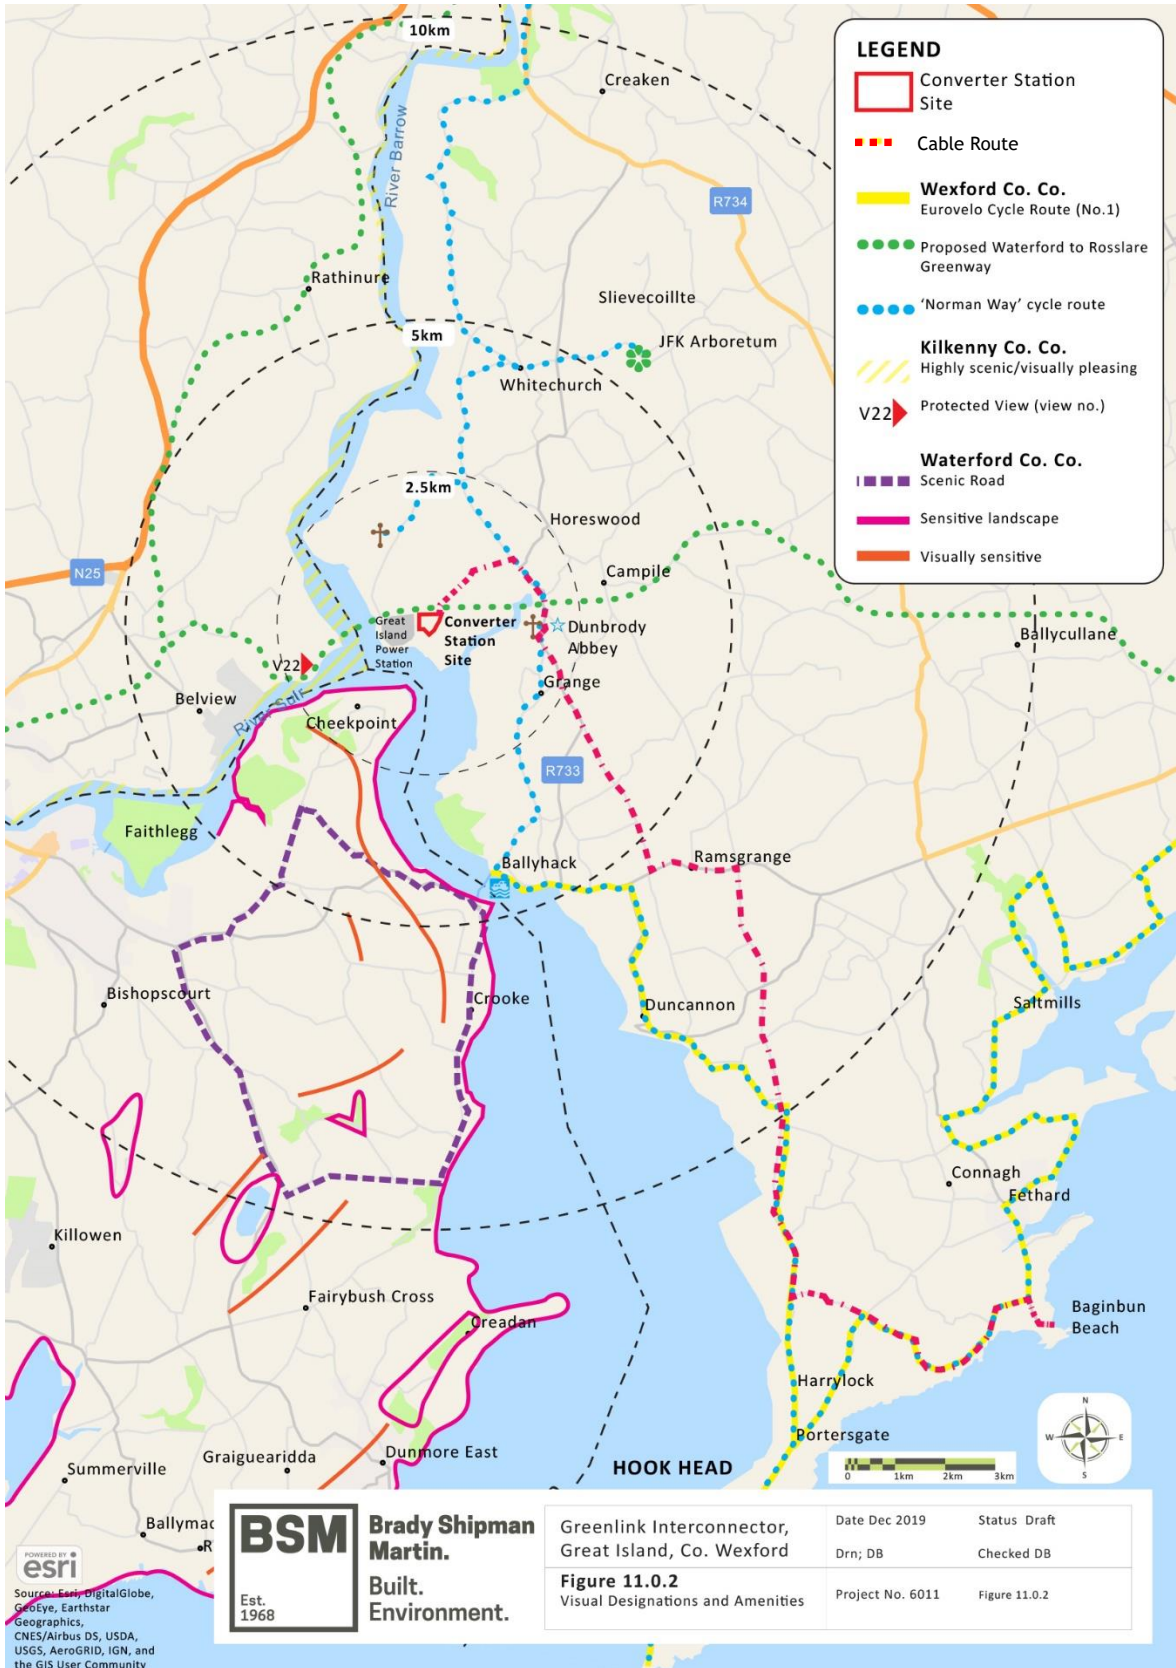 10km
Creaken
River Barrow
R734
Rathinure
Slievecoillte
5km
JFK Arboretum
Whitechurch
2.5km
Horeswood
N25
Campile
Great
Island
Power
Station
Converter
Station
Site
Dunbrody
Abbey
Ballycullane
V22
Grange
Belview
River Suir
Cheekpoint
R733
Faithlegg
Ballyhack
Ramsgrange
Bishopscourt
Crooke
Duncannon
Saltmills
Connagh
Fethard
Killowen
Fairybush Cross
Creadan
Baginbun
Beach
Harrylock
Portersgate
Graiguearidda
Dunmore East
Summerville
HOOK HEAD
Ballymac
R
LEGEND
Converter Station
Site
Cable Route
Wexford Co. Co.
Eurovelo Cycle Route (No.1)
Proposed Waterford to Rosslare
Greenway
‘Norman Way’ cycle route
Kilkenny Co. Co.
Highly scenic/visually pleasing
V22
Protected View (view no.)
Waterford Co. Co.
Scenic Road
Sensitive landscape
Visually sensitive
N
W E
S
0 1km 2km 3km
POWERED BY
esri
Source: Esri, DigitalGlobe,
GeoEye, Earthstar
Geographics,
CNES/Airbus DS, USDA,
USGS, AeroGRID, IGN, and
the GIS User Community
BSM
Est.
1968
Brady Shipman
Martin.
Built.
Environment.
Greenlink Interconnector,
Great Island, Co. Wexford
Figure 11.0.2
Visual Designations and Amenities
Date Dec 2019 Status Draft
Drn; DB Checked DB
Project No. 6011 Figure 11.0.2